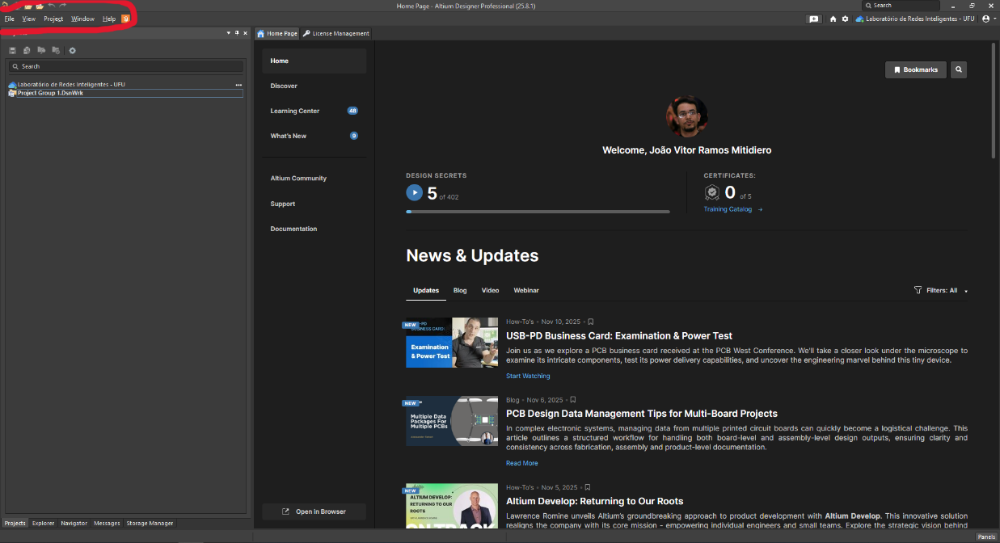 Home Page - Altium Designer Professional (25.8.1)
Search
File View Project Window Help
Laboratório de Redes Inteligentes - UFU
Home Page
License Management
Search
Laboratório de Redes Inteligentes - UFU
Project Group 1.DsnWrk
Home
Discover
Learning Center 48
What's New 9
Altium Community
Support
Documentation
Open in Browser
Bookmarks
Welcome, João Vitor Ramos Mitidiero
DESIGN SECRETS
5 of 402
CERTIFICATES:
0 of 5
Training Catalog →
News & Updates
Updates Blog Video Webinar
Filters: All
NEW
USB-PD
BUSINESS CARD:
Examination
& Power Test
How-To's • Nov 10, 2025 •
USB-PD Business Card: Examination & Power Test
Join us as we explore a PCB business card received at the PCB West Conference. We'll take a closer look under the microscope to
examine its intricate components, test its power delivery capabilities, and uncover the engineering marvel behind this tiny device.
Start Watching
NEW
Multiple Data
Packages For
Multiple PCBs
Blog • Nov 6, 2025 •
PCB Design Data Management Tips for Multi-Board Projects
In complex electronic systems, managing data from multiple printed circuit boards can quickly become a logistical challenge. This
article outlines a structured workflow for handling both board-level and assembly-level design outputs, ensuring clarity and
consistency across fabrication, assembly and product-level documentation.
Read More
NEW
ALTIUM DEVELOP:
RETURNING TO OUR
ROOTS
ON TRACK
How-To's • Nov 5, 2025 •
Altium Develop: Returning to Our Roots
Lawrence Romine unveils Altium's groundbreaking approach to product development with Altium Develop. This innovative solution
realigns the company with its core mission - empowering individual engineers and small teams. Explore the strategic vision behind
Projects Explorer Navigator Messages Storage Manager
Panels